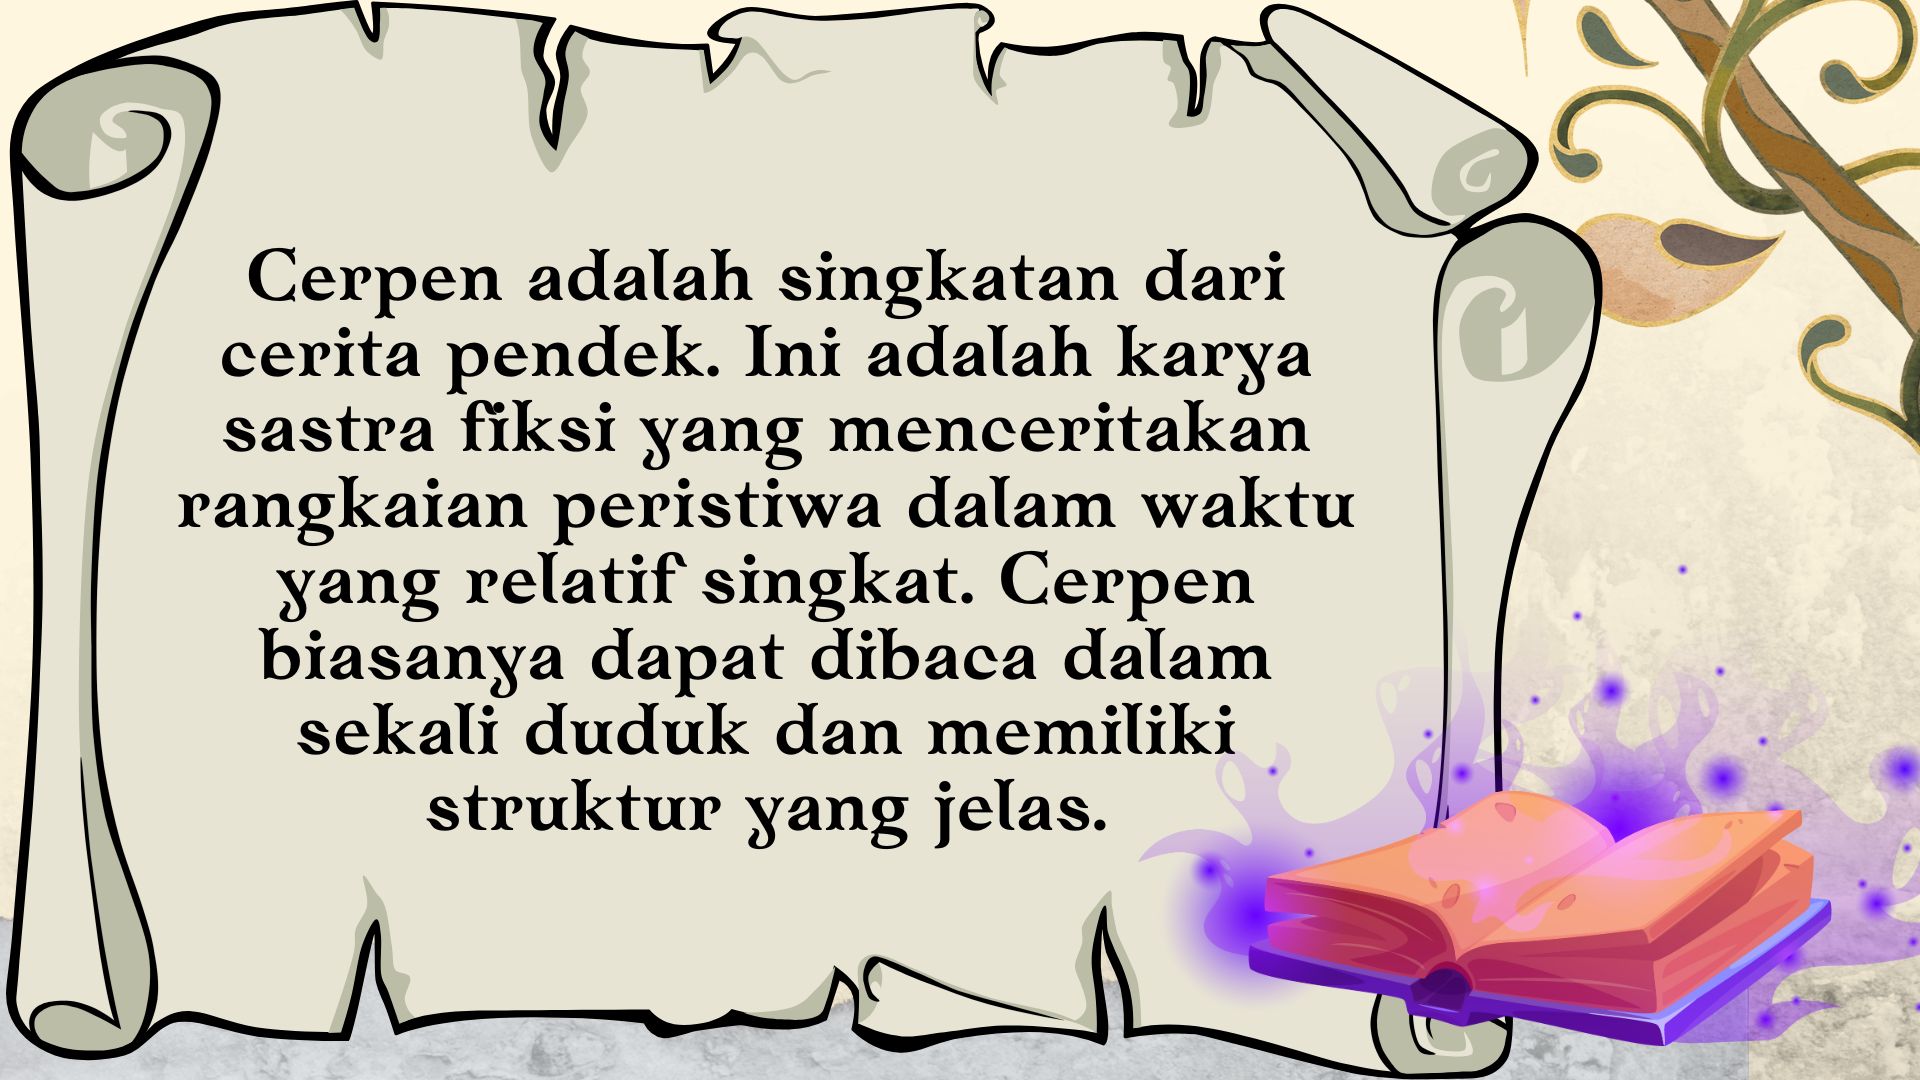 Cerpen adalah singkatan dari
cerita pendek. Ini adalah karya
sastra fiksi yang menceritakan
rangkaian peristiwa dalam waktu
yang relatif singkat. Cerpen
biasanya dapat dibaca dalam
sekali duduk dan memiliki
struktur yang jelas.